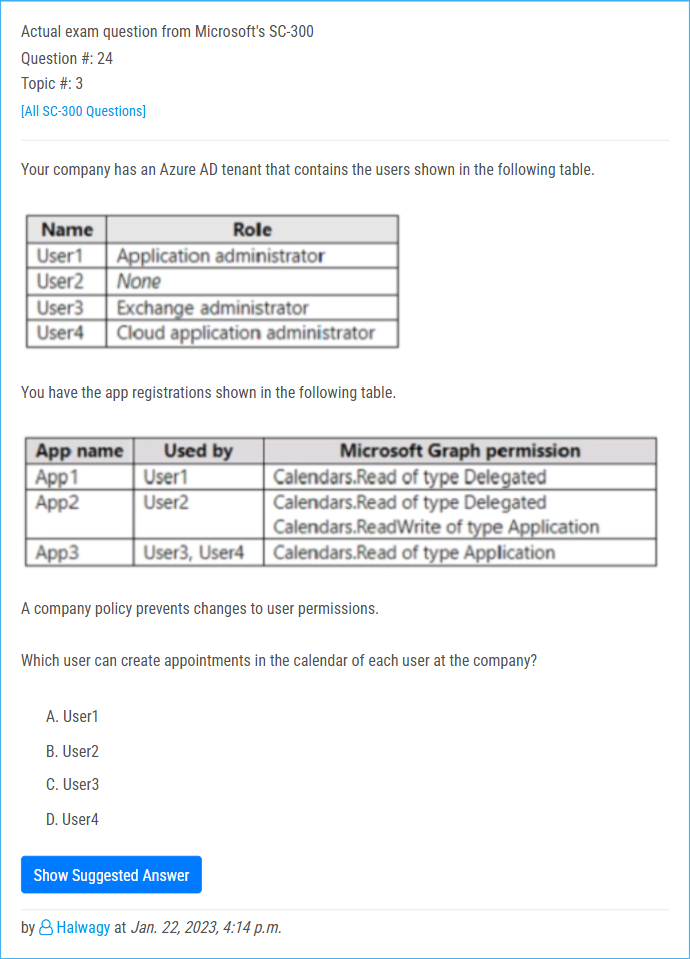 Actual exam question from Microsoft's SC-300
Question #: 24
Topic #: 3
[All SC-300 Questions]
Your company has an Azure AD tenant that contains the users shown in the following table.
Name Role
User1 Application administrator
User2 None
User3 Exchange administrator
User4 Cloud application administrator
You have the app registrations shown in the following table.
App name Used by Microsoft Graph permission
App1 User1 Calendars.Read of type Delegated
App2 User2 Calendars.Read of type Delegated
Calendars.ReadWrite of type Application
App3 User3, User4 Calendars.Read of type Application
A company policy prevents changes to user permissions.
Which user can create appointments in the calendar of each user at the company?
A. User1
B. User2
C. User3
D. User4
Show Suggested Answer
by Halwagy at Jan. 22, 2023, 4:14 p.m.